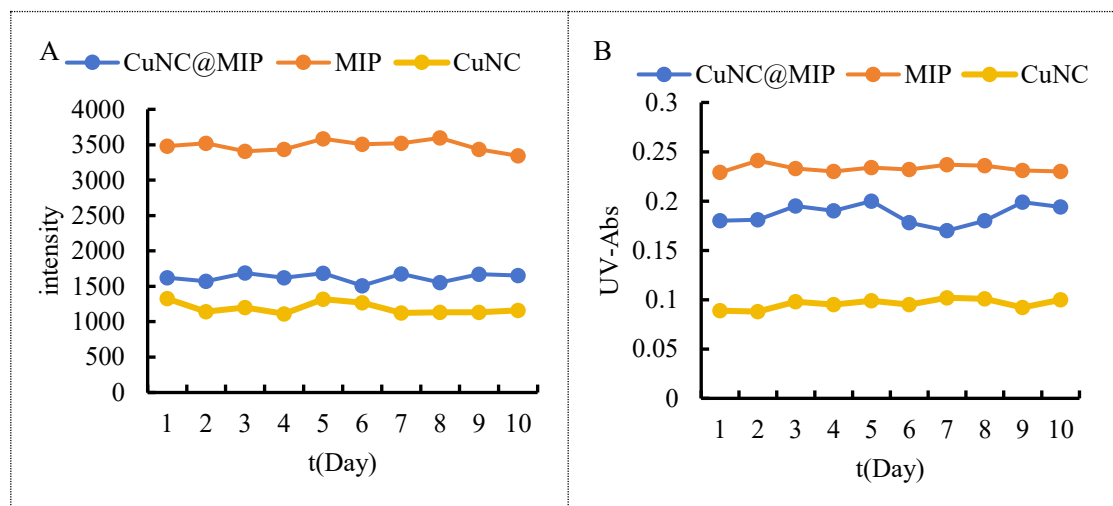 A
CuNC@MIP MIP CuNC
4000
3500
3000
2500
2000
1500
1000
500
0
intensity
1 2 3 4 5 6 7 8 9 10
t(Day)
B
CuNC@MIP MIP CuNC
0.3
0.25
0.2
0.15
0.1
0.05
0
UV-Abs
1 2 3 4 5 6 7 8 9 10
t(Day)